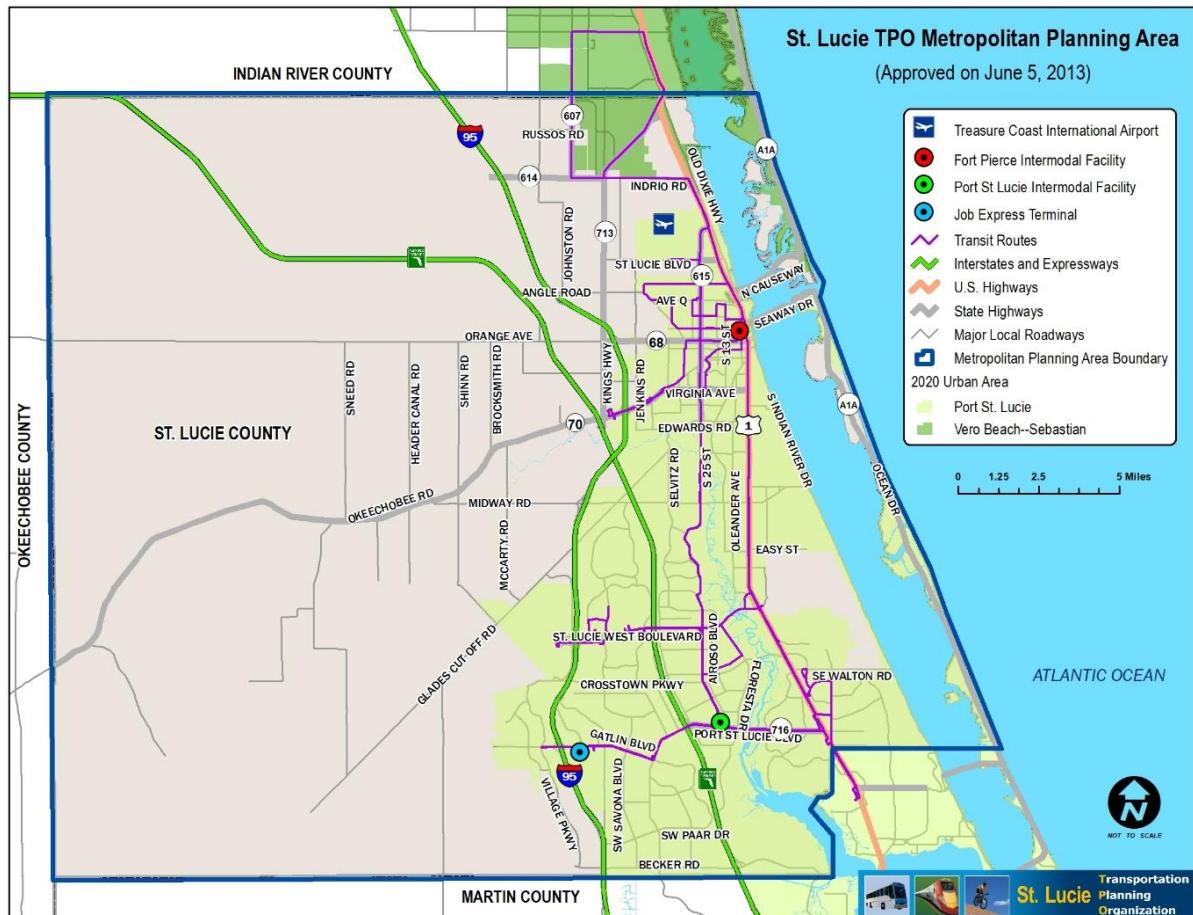 St. Lucie TPO Metropolitan Planning Area
(Approved on June 5, 2013)
Treasure Coast International Airport
Fort Pierce Intermodal Facility
Port St Lucie Intermodal Facility
Job Express Terminal
Transit Routes
Interstates and Expressways
U.S. Highways
State Highways
Major Local Roadways
Metropolitan Planning Area Boundary
2020 Urban Area
Port St. Lucie
Vero Beach--Sebastian
0 1.25 2.5 5 Miles
INDIAN RIVER COUNTY
95
607
RUSSOS RD
A1A
OLD DIXIE HWY
614
INDRIO RD
JOHNSTON RD
713
ST LUCIE BLVD
615
N CAUSEWAY
ANGLE ROAD
AVE Q
SEAWAY DR
ORANGE AVE
68
S 13 ST
SNEED RD
HEADER CANAL RD
SHINN RD
BROCKSMITH RD
KINGS HWY
JENKINS RD
VIRGINIA AVE
A1A
ST. LUCIE COUNTY
70
EDWARDS RD
1
S INDIAN RIVER DR
OKEECHOBEE COUNTY
OKEECHOBEE RD
MIDWAY RD
SELVITZ RD
S 25 ST
OLEANDER AVE
OCEAN DR
MCCARTY RD
EASY ST
GLADES CUT-OFF RD
ST. LUCIE WEST BOULEVARD
AIROSO BLVD
FLORESTA DR
SE WALTON RD
ATLANTIC OCEAN
CROSSTOWN PKWY
716
PORT ST LUCIE BLVD
GATLIN BLVD
95
VILLAGE PKWY
SW SAVONA BLVD
SW PAAR DR
BECKER RD
MARTIN COUNTY
N
NOT TO SCALE
St. Lucie Transportation
Planning
Organization